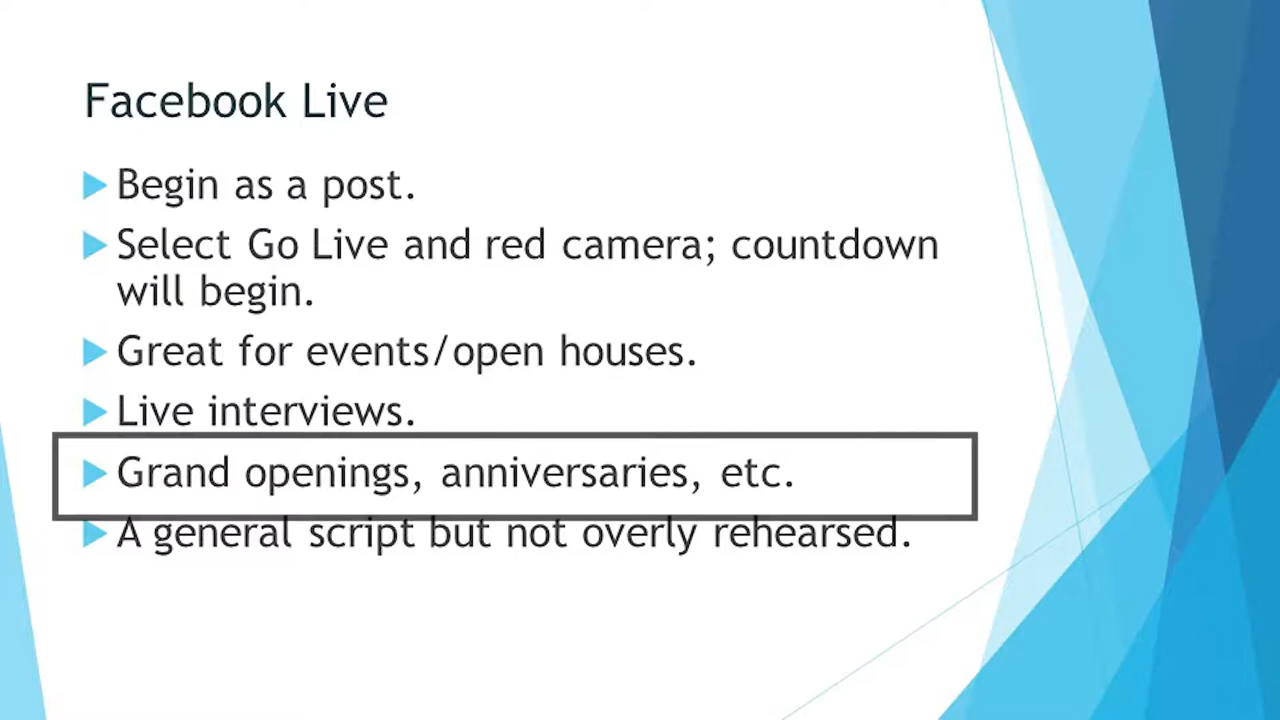 Facebook Live
Begin as a post.
Select Go Live and red camera; countdown
will begin.
Great for events/open houses.
Live interviews.
Grand openings, anniversaries, etc.
A general script but not overly rehearsed.